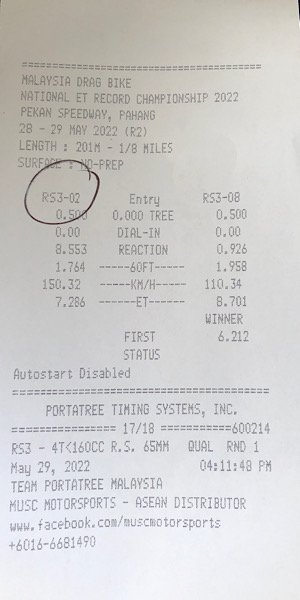 ========================================
MALAYSIA DRAG BIKE
NATIONAL ET RECORD CHAMPIONSHIP 2022
PEKAN SPEEDWAY, PAHANG
28 - 29 MAY 2022 (R2)
LENGTH : 201M - 1/8 MILES
SURFACE : NO-PREP
RS3-02 Entry RS3-08
0.500 0.000 TREE 0.500
0.00 DIAL-IN 0.00
8.553 REACTION 0.926
1.764 ------60FT------ 1.958
150.32 ------KM/H------ 110.34
7.286 -------ET------- 8.701
WINNER
FIRST 6.212
STATUS
Autostart Disabled
========================================
PORTATREE TIMING SYSTEMS, INC.
================ 17/18 ===========600214
RS3 - 4T<160CC R.S. 65MM QUAL RND 1
May 29, 2022 04:11:48 PM
TEAM PORTATREE MALAYSIA
MUSC MOTORSPORTS - ASEAN DISTRIBUTOR
www.facebook.com/muscmotorsports
+6016-6681490